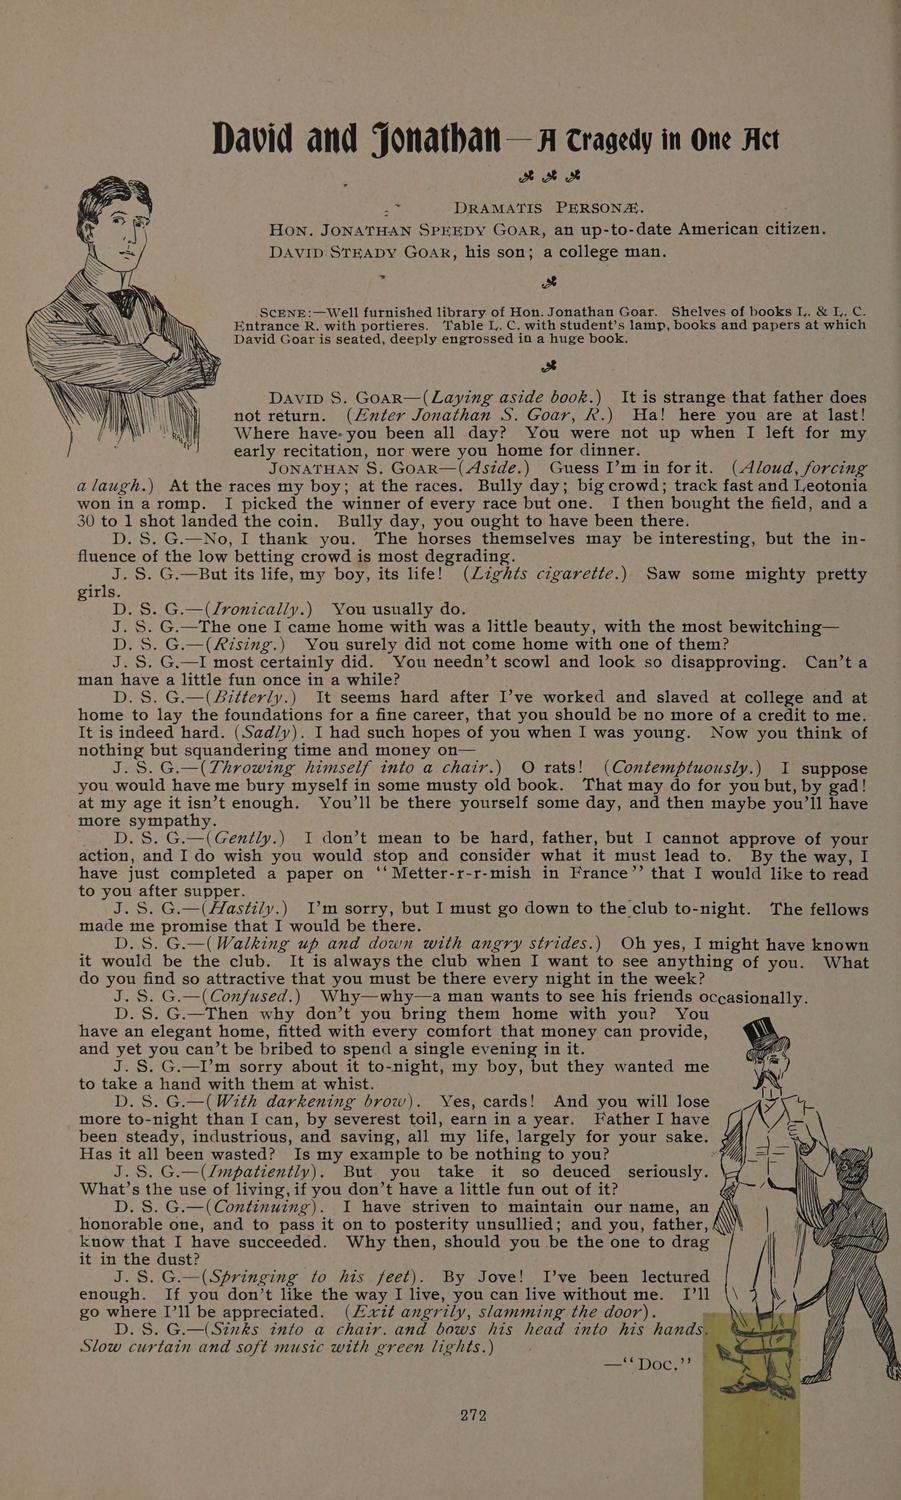 David and Jonathan—A Tragedy in One Act
DRAMATIS PERSONÆ.
HON. JONATHAN SPEEDY GOAR, an up-to-date American citizen.
DAVID STEADY GOAR, his son; a college man.
SCENE:—Well furnished library of Hon. Jonathan Goar. Shelves of books L. & L. C.
Entrance R. with portieres. Table L. C. with student's lamp, books and papers at which
David Goar is seated, deeply engrossed in a huge book.
DAVID S. GOAR—(Laying aside book.) It is strange that father does
not return. (Enter Jonathan S. Goar, R.) Ha! here you are at last!
Where have you been all day? You were not up when I left for my
early recitation, nor were you home for dinner.
JONATHAN S. GOAR—(Aside.) Guess I'm in for it. (Aloud, forcing
a laugh.) At the races my boy; at the races. Bully day; big crowd; track fast and Leotonia
won in a romp. I picked the winner of every race but one. I then bought the field, and a
30 to 1 shot landed the coin. Bully day, you ought to have been there.
D. S. G.—No, I thank you. The horses themselves may be interesting, but the in-
fluence of the low betting crowd is most degrading.
J. S. G.—But its life, my boy, its life! (Lights cigarette.) Saw some mighty pretty
girls.
D. S. G.—(Ironically.) You usually do.
J. S. G.—The one I came home with was a little beauty, with the most bewitching—
D. S. G.—(Rising.) You surely did not come home with one of them?
J. S. G.—I most certainly did. You needn't scowl and look so disapproving. Can't a
man have a little fun once in a while?
D. S. G.—(Bitterly.) It seems hard after I've worked and slaved at college and at
home to lay the foundations for a fine career, that you should be no more of a credit to me.
It is indeed hard. (Sadly). I had such hopes of you when I was young. Now you think of
nothing but squandering time and money on—
J. S. G.—(Throwing himself into a chair.) O rats! (Contemptuously.) I suppose
you would have me bury myself in some musty old book. That may do for you but, by gad!
at my age it isn't enough. You'll be there yourself some day, and then maybe you'll have
more sympathy.
D. S. G.—(Gently.) I don't mean to be hard, father, but I cannot approve of your
action, and I do wish you would stop and consider what it must lead to. By the way, I
have just completed a paper on "Metter-r-r-mish in France" that I would like to read
to you after supper.
J. S. G.—(Hastily.) I'm sorry, but I must go down to the club to-night. The fellows
made me promise that I would be there.
D. S. G.—(Walking up and down with angry strides.) Oh yes, I might have known
it would be the club. It is always the club when I want to see anything of you. What
do you find so attractive that you must be there every night in the week?
J. S. G.—(Confused.) Why—why—a man wants to see his friends occasionally.
D. S. G.—Then why don't you bring them home with you? You
have an elegant home, fitted with every comfort that money can provide,
and yet you can't be bribed to spend a single evening in it.
J. S. G.—I'm sorry about it to-night, my boy, but they wanted me
to take a hand with them at whist.
D. S. G.—(With darkening brow). Yes, cards! And you will lose
more to-night than I can, by severest toil, earn in a year. Father I have
been steady, industrious, and saving, all my life, largely for your sake.
Has it all been wasted? Is my example to be nothing to you?
J. S. G.—(Impatiently). But you take it so deuced seriously.
What's the use of living, if you don't have a little fun out of it?
D. S. G.—(Continuing). I have striven to maintain our name, an
honorable one, and to pass it on to posterity unsullied; and you, father,
know that I have succeeded. Why then, should you be the one to drag
it in the dust?
J. S. G.—(Springing to his feet). By Jove! I've been lectured
enough. If you don't like the way I live, you can live without me. I'll
go where I'll be appreciated. (Exit angrily, slamming the door).
D. S. G.—(Sinks into a chair. and bows his head into his hands.
Slow curtain and soft music with green lights.)
—"Doc."
272